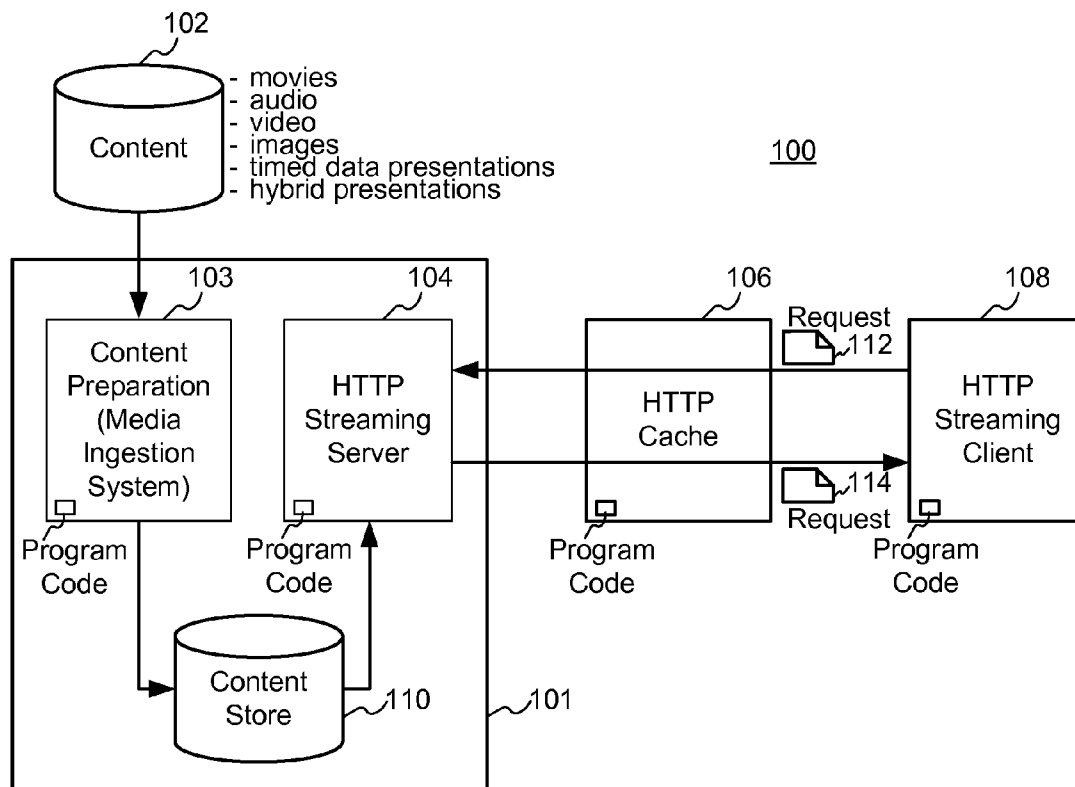 102
Content
- movies
- audio
- video
- images
- timed data presentations
- hybrid presentations
100
103
Content
Preparation
(Media
Ingestion
System)
Program
Code
104
HTTP
Streaming
Server
Program
Code
106
HTTP
Cache
Program
Code
Request
112
114
Request
108
HTTP
Streaming
Client
Program
Code
Content
Store
110
101